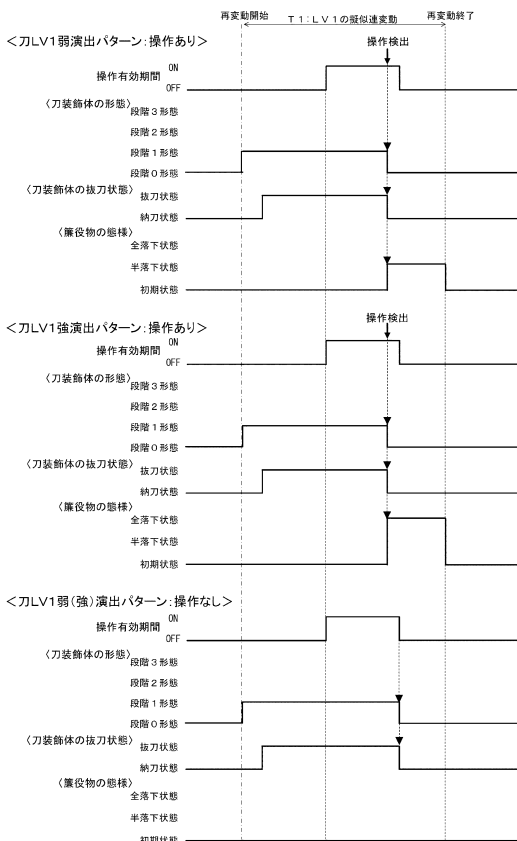 再変動開始 T1:LV1の擬似連変動 再変動終了
＜刀LV1弱演出パターン:操作あり＞
操作検出
操作有効期間 ON
OFF
〈刀装飾体の形態〉
段階3形態
段階2形態
段階1形態
段階0形態
〈刀装飾体の抜刀状態〉
抜刀状態
納刀状態
〈簾役物の態様〉
全落下状態
半落下状態
初期状態
＜刀LV1強演出パターン:操作あり＞
操作検出
操作有効期間 ON
OFF
〈刀装飾体の形態〉
段階3形態
段階2形態
段階1形態
段階0形態
〈刀装飾体の抜刀状態〉
抜刀状態
納刀状態
〈簾役物の態様〉
全落下状態
半落下状態
初期状態
＜刀LV1弱(強)演出パターン:操作なし＞
操作有効期間 ON
OFF
〈刀装飾体の形態〉
段階3形態
段階2形態
段階1形態
段階0形態
〈刀装飾体の抜刀状態〉
抜刀状態
納刀状態
〈簾役物の態様〉
全落下状態
半落下状態
初期状態